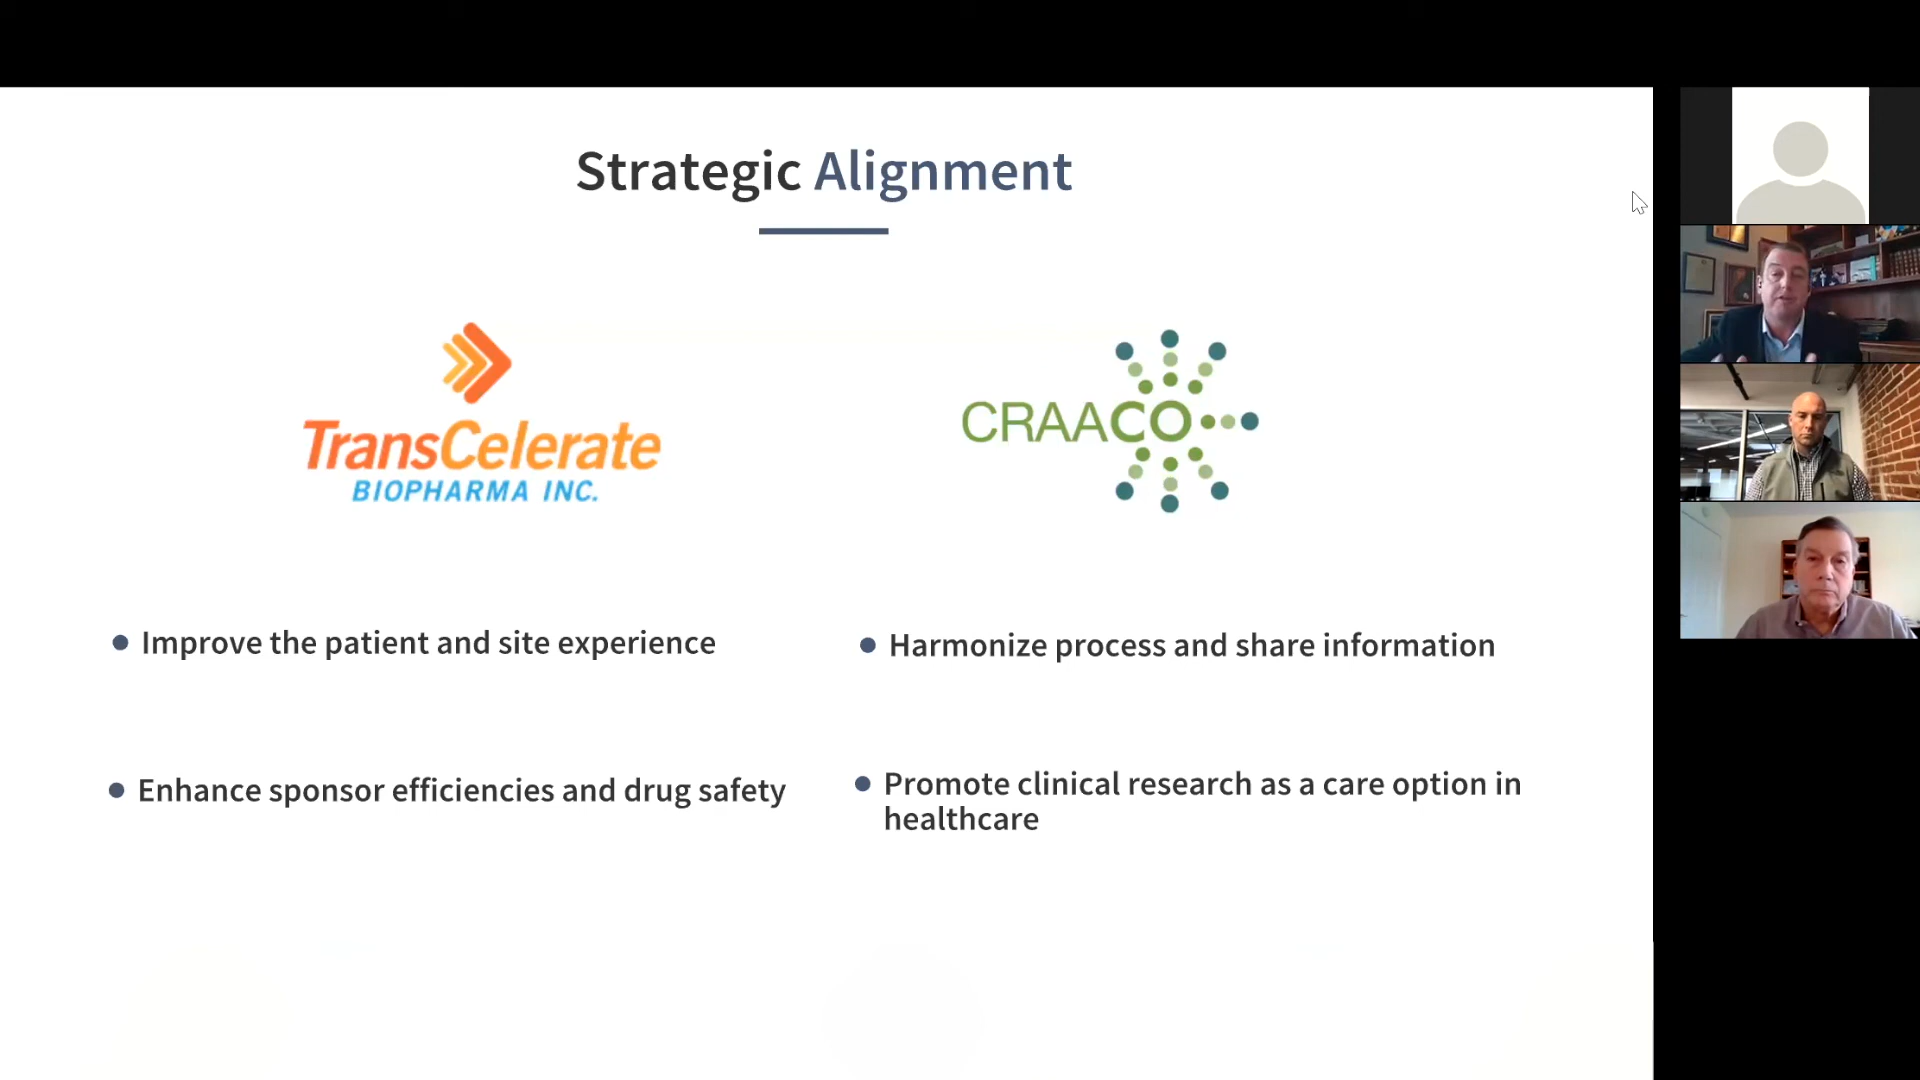 Strategic Alignment
TransCelerate
BIOPHARMA INC.
CRAACO
Improve the patient and site experience
Enhance sponsor efficiencies and drug safety
Harmonize process and share information
Promote clinical research as a care option in
healthcare